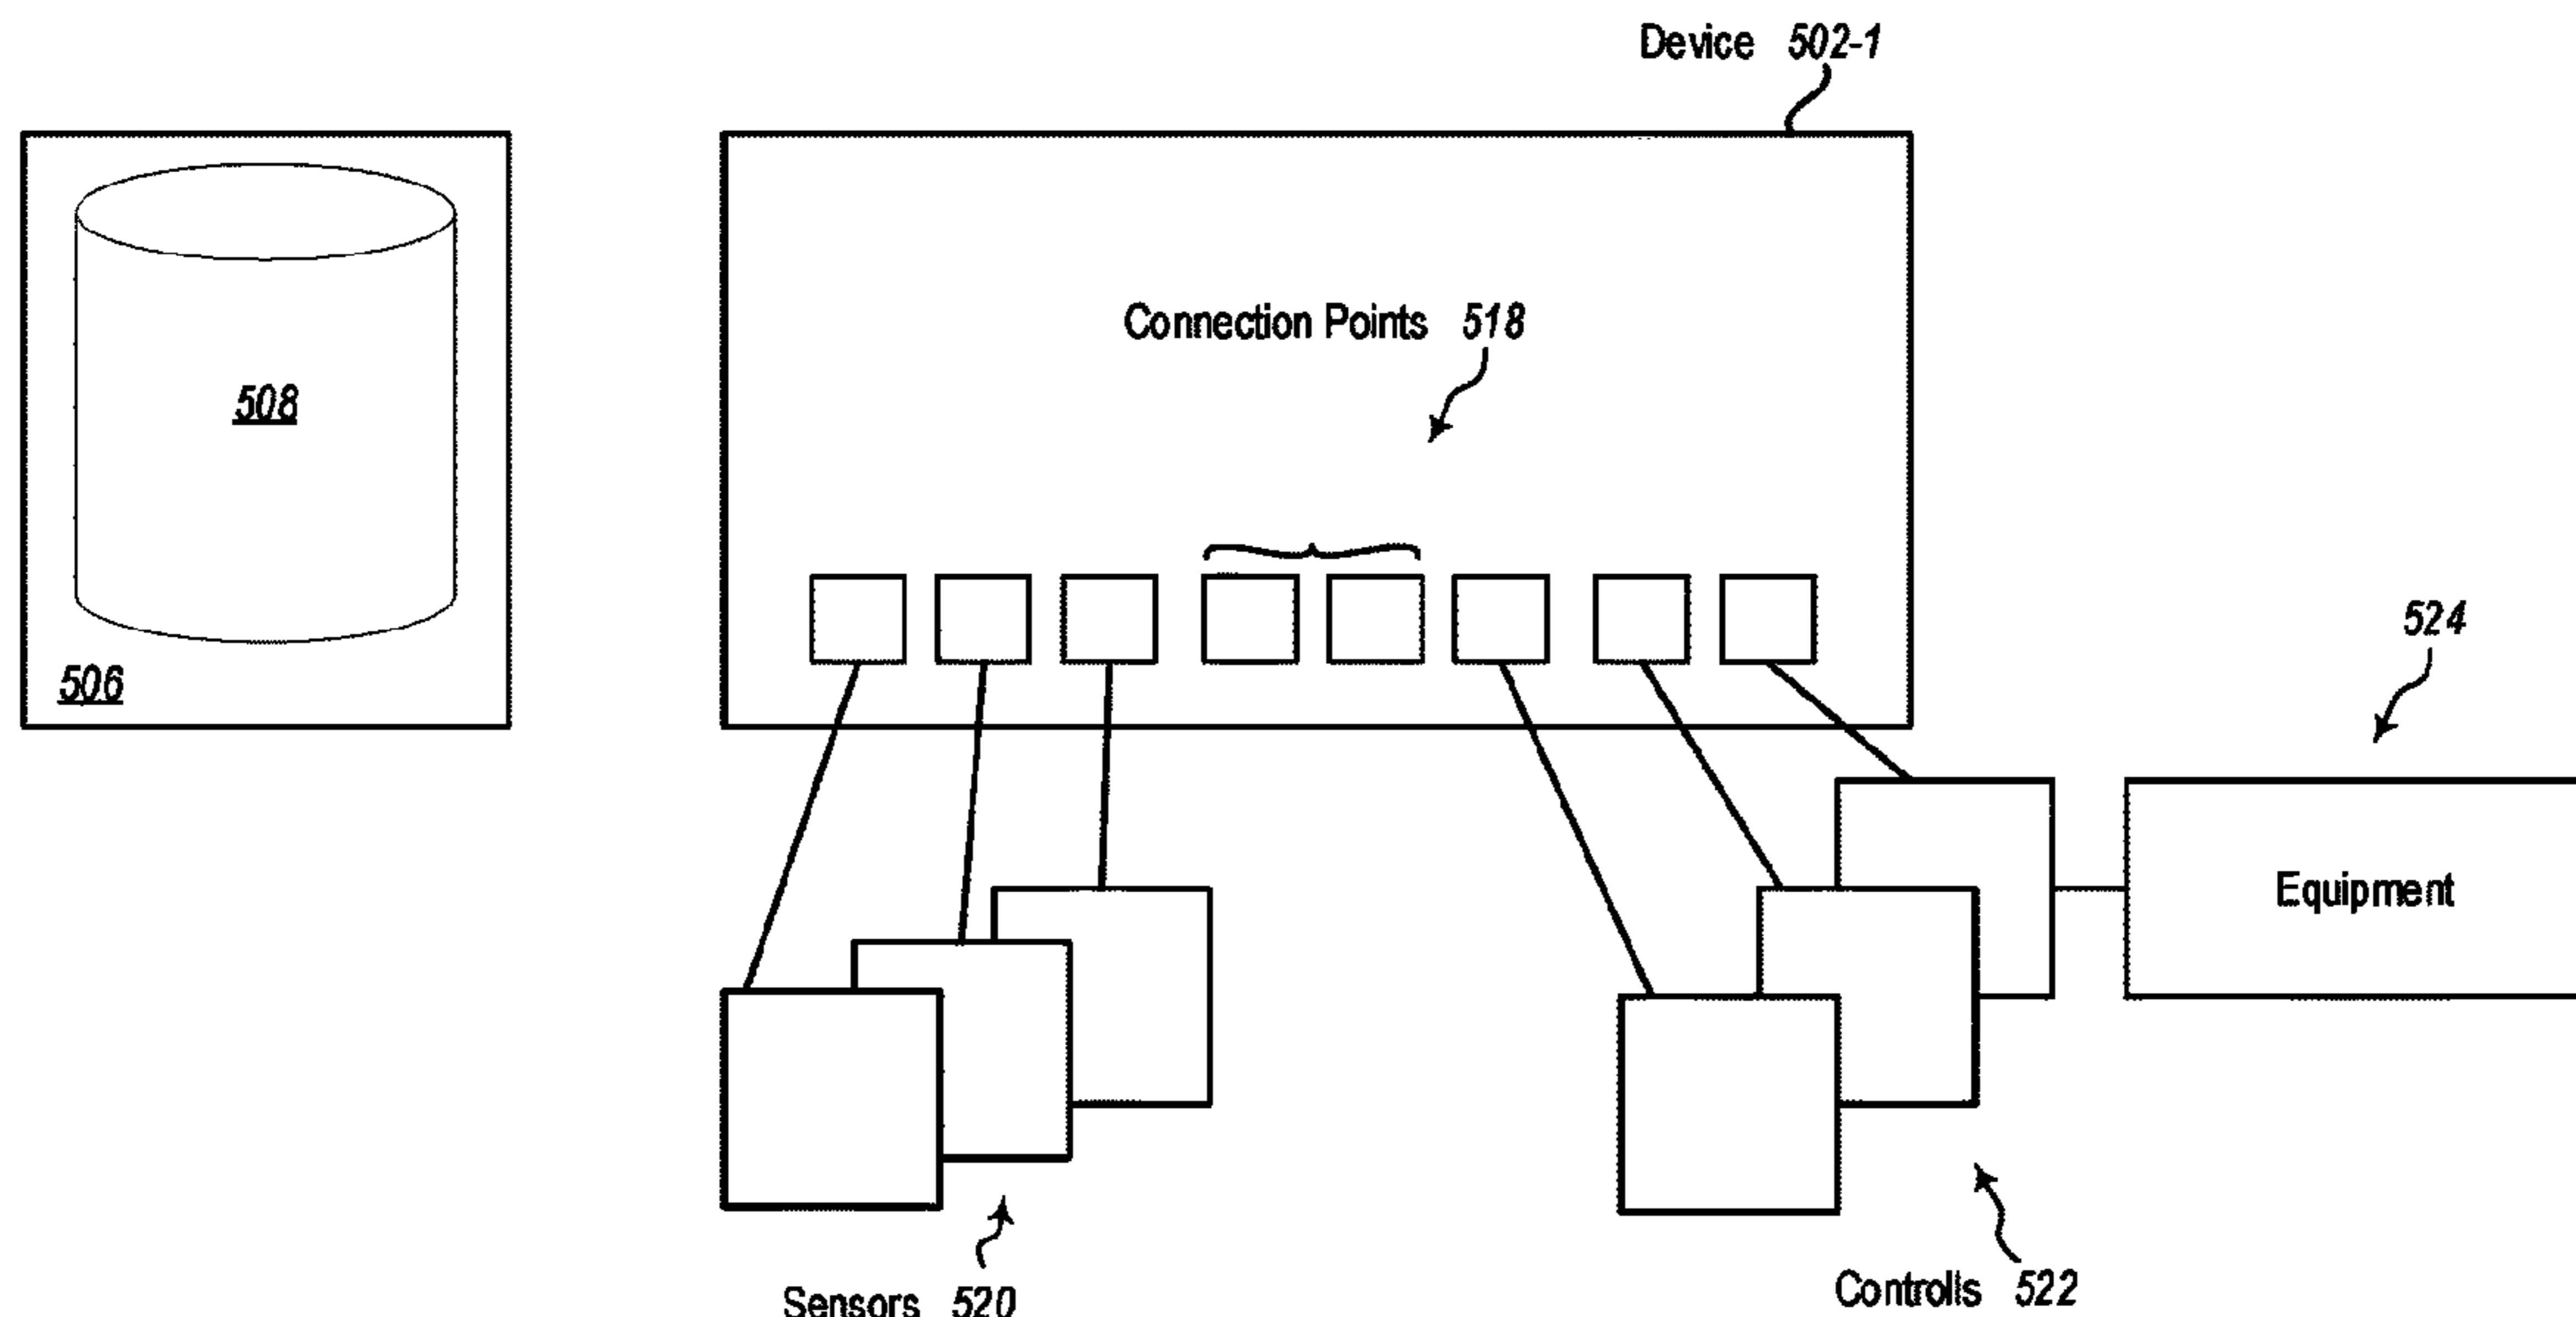 Device 502-1
Connection Points 518
508
506
524
Equipment
Sensors 520
Controlls 522